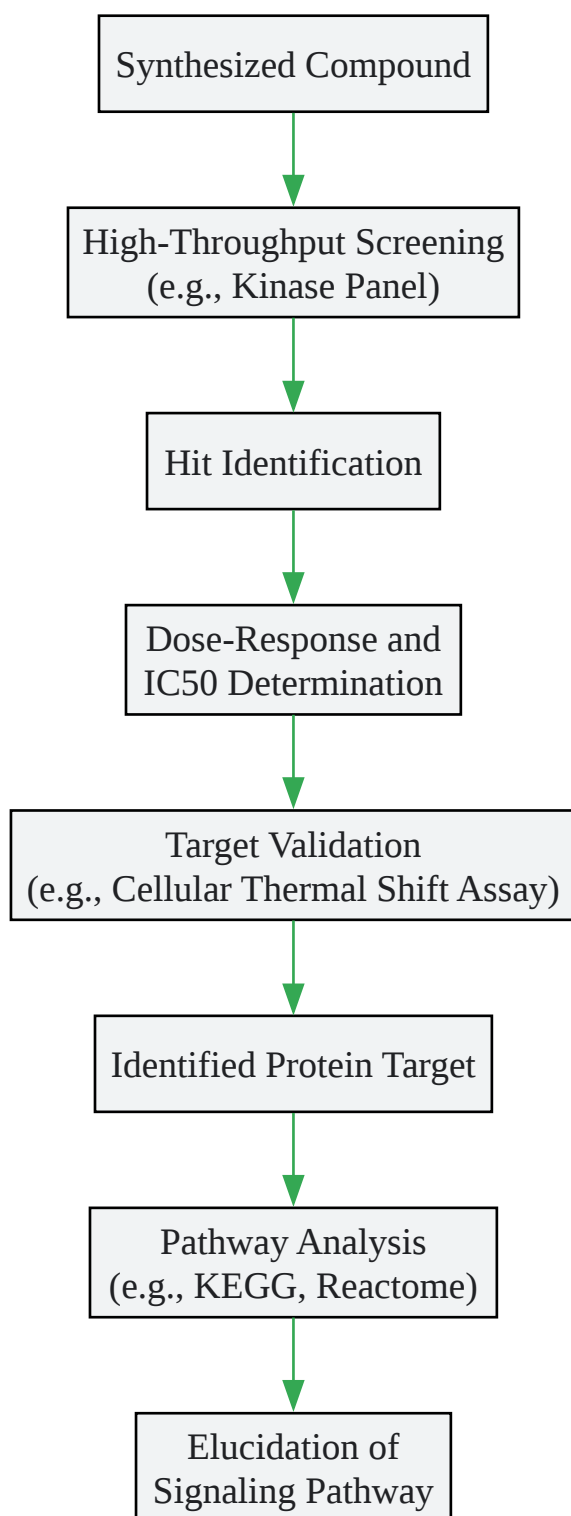 Synthesized Compound
High-Throughput Screening
(e.g., Kinase Panel)
Hit Identification
Dose-Response and
IC50 Determination
Target Validation
(e.g., Cellular Thermal Shift Assay)
Identified Protein Target
Pathway Analysis
(e.g., KEGG, Reactome)
Elucidation of
Signaling Pathway